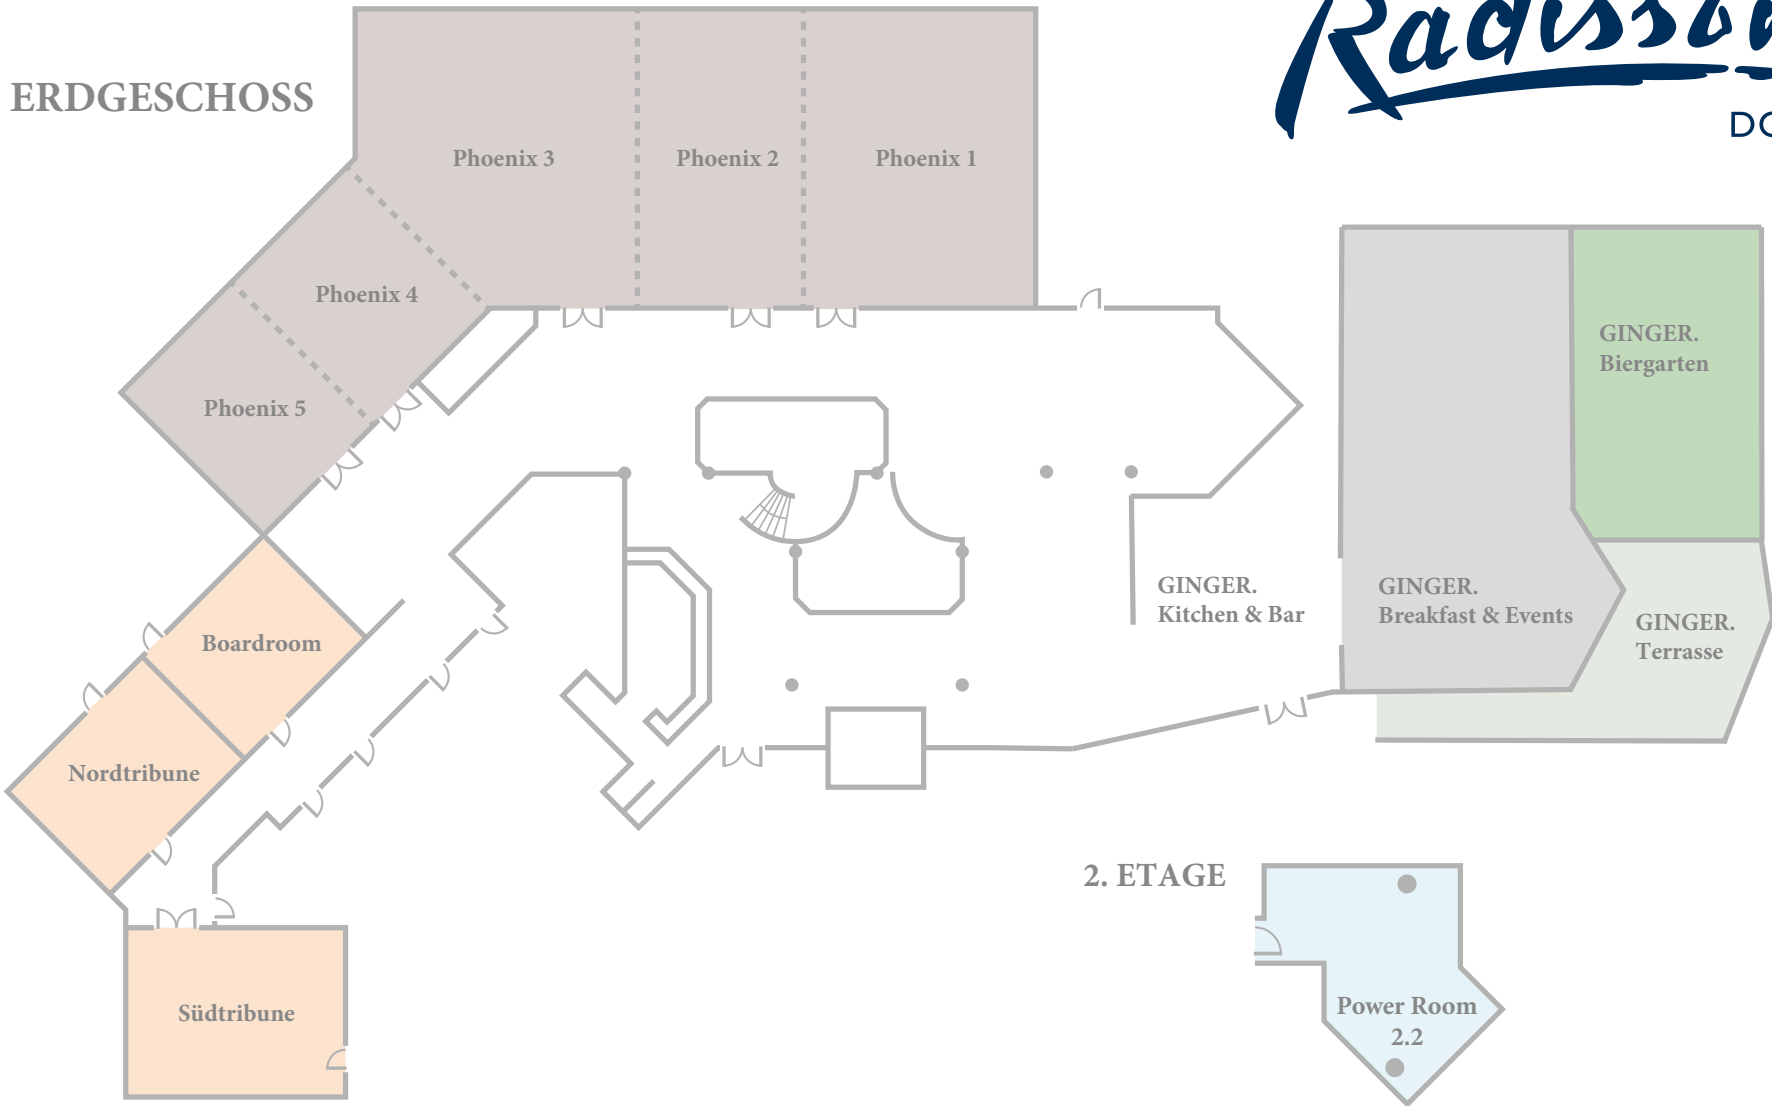 ERDGESCHOSS
Phoenix 3
Phoenix 2
Phoenix 1
Phoenix 4
Phoenix 5
GINGER.
Biergarten
GINGER.
Kitchen & Bar
GINGER.
Breakfast & Events
GINGER.
Terrasse
Boardroom
Nordtribune
Südtribune
2. ETAGE
Power Room
2.2